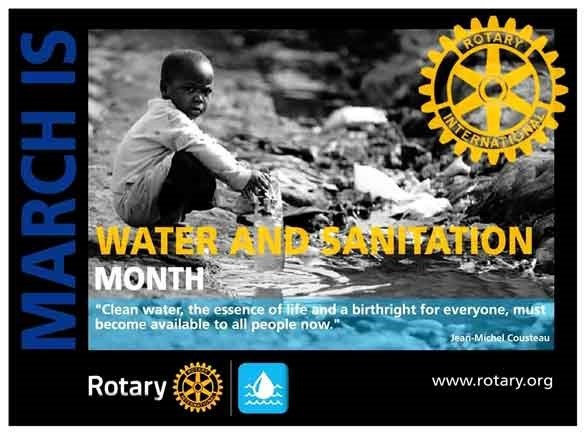 MARCH IS
ROTARY
INTERNATIONAL
WATER AND SANITATION
MONTH
"Clean water, the essence of life and a birthright for everyone, must
become available to all people now."
Jean-Michel Cousteau
Rotary
www.rotary.org